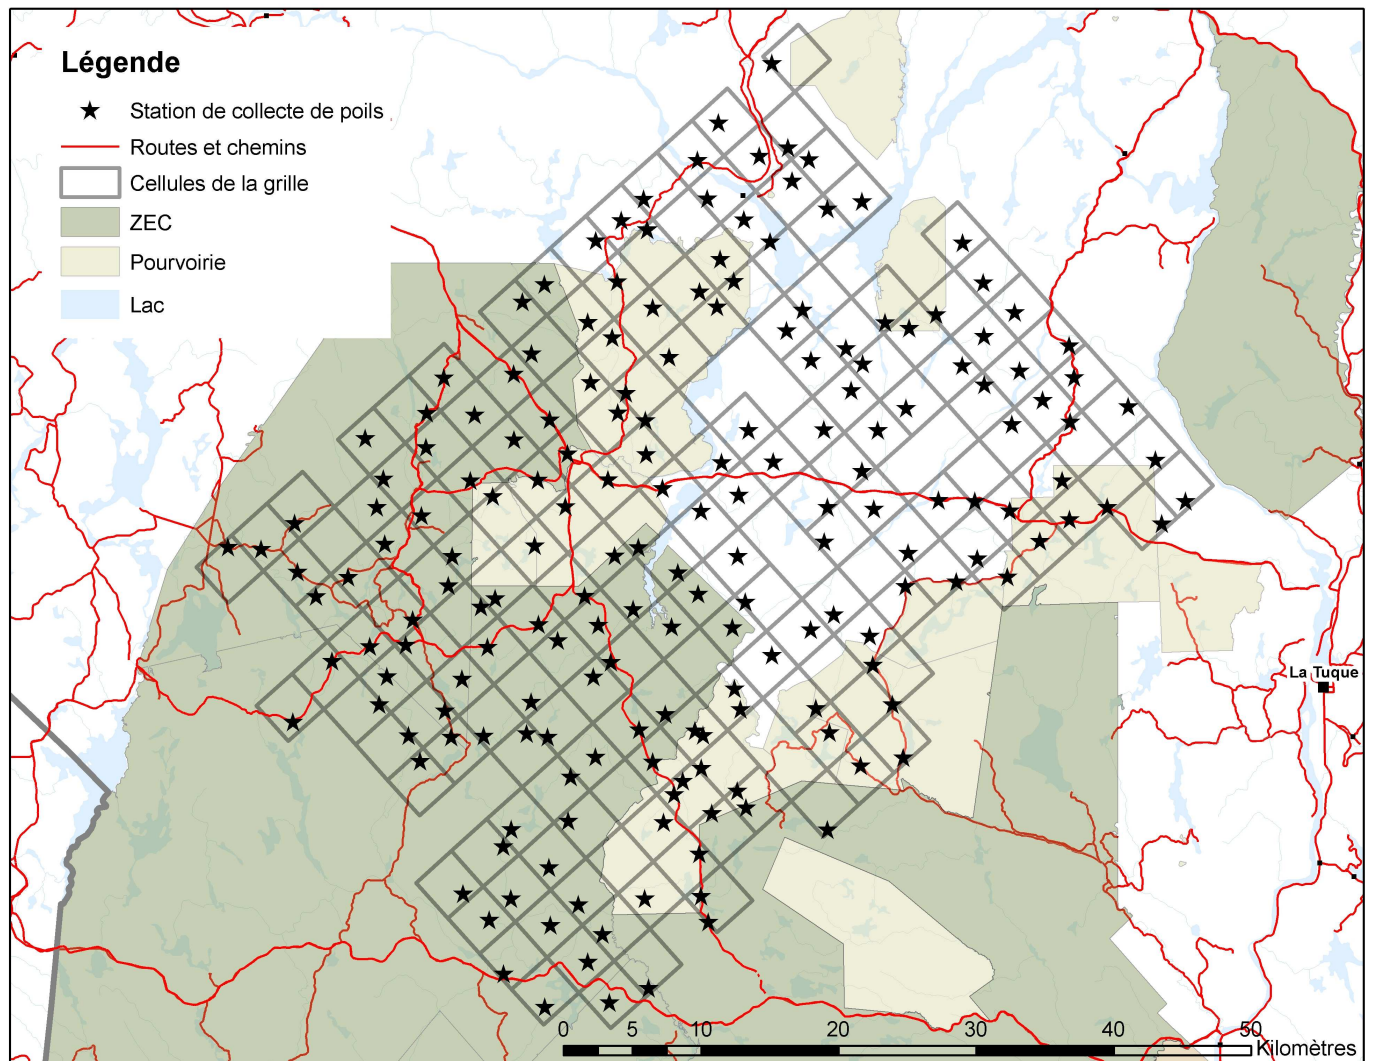 Légende
Station de collecte de poils
Routes et chemins
Cellules de la grille
ZEC
Pourvoirie
Lac
La Tuque
0 5 10 20 30 40 50
Kilomètres